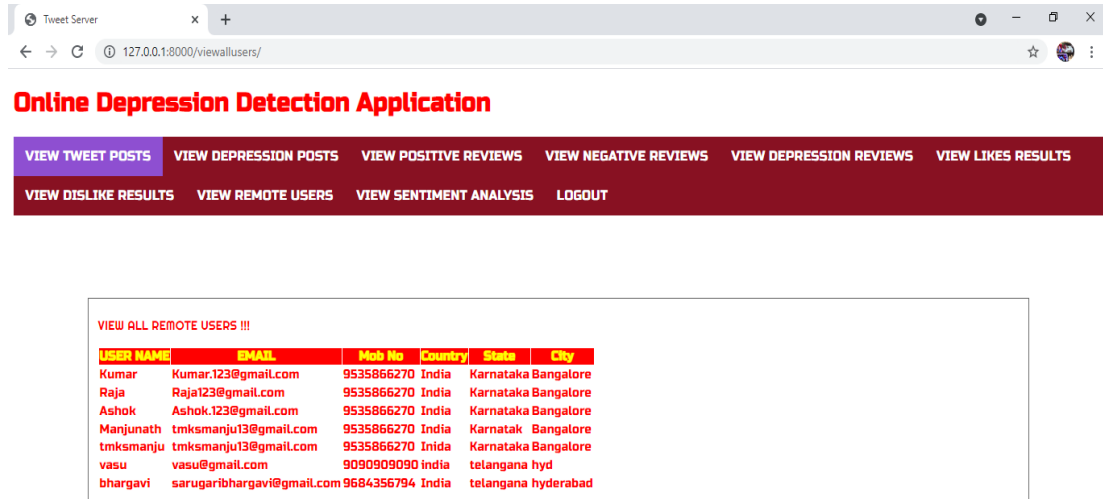 Tweet Server
127.0.0.1:8000/viewallusers/
Online Depression Detection Application
VIEW TWEET POSTS VIEW DEPRESSION POSTS VIEW POSITIVE REVIEWS VIEW NEGATIVE REVIEWS VIEW DEPRESSION REVIEWS VIEW LIKES RESULTS
VIEW DISLIKE RESULTS VIEW REMOTE USERS VIEW SENTIMENT ANALYSIS LOGOUT
VIEW ALL REMOTE USERS !!!
USER NAME EMAIL Mob No Country State City
Kumar Kumar.123@gmail.com 9535866270 India Karnataka Bangalore
Raja Raja123@gmail.com 9535866270 India Karnataka Bangalore
Ashok Ashok.123@gmail.com 9535866270 India Karnataka Bangalore
Manjunath tmksmanju13@gmail.com 9535866270 India Karnatak Bangalore
tmksmanju tmksmanju13@gmail.com 9535866270 Inida Karnataka Bangalore
vasu vasu@gmail.com 9090909090 india telangana hyd
bhargavi sarugaribhargavi@gmail.com 9684356794 India telangana hyderabad